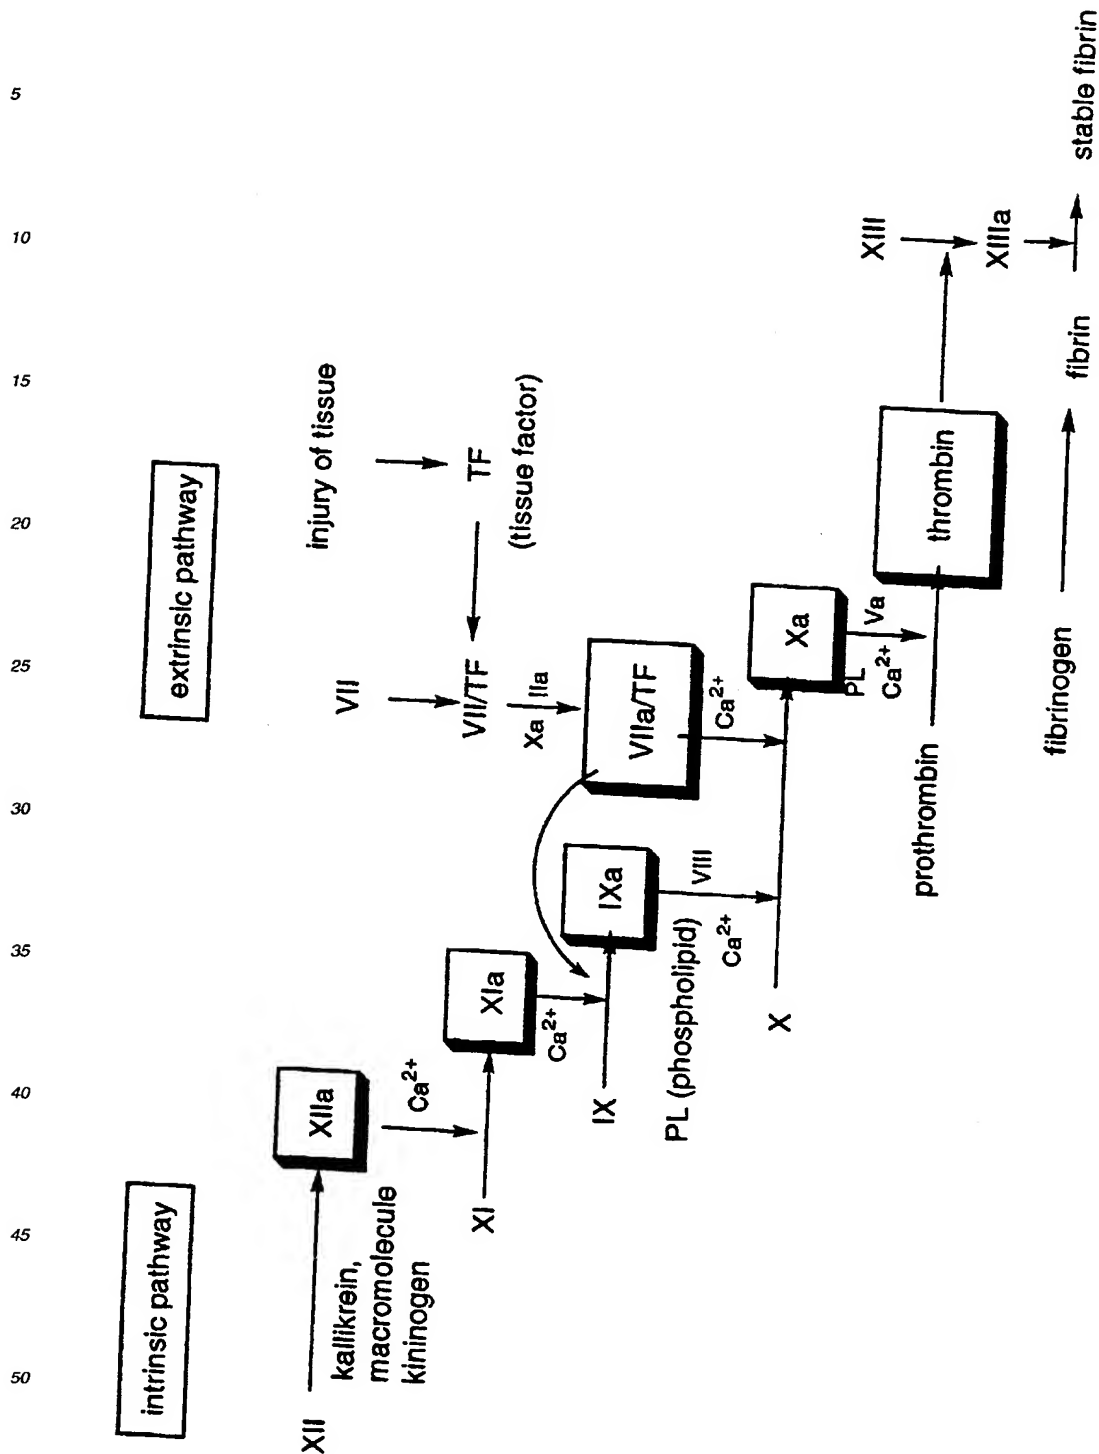 5
10
15
20
25
30
35
40
45
50
intrinsic pathway
extrinsic pathway
XII
XIIa
kallikrein,
macromolecule
kininogen
Ca2+
XI
XIa
Ca2+
IX
IXa
PL (phospholipid)
VIII
Ca2+
VII
injury of tissue
VII/TF
TF
(tissue factor)
Xa
IIa
VIIa/TF
Ca2+
X
Xa
PL
Va
Ca2+
prothrombin
thrombin
XIII
XIIIa
fibrinogen
fibrin
stable fibrin